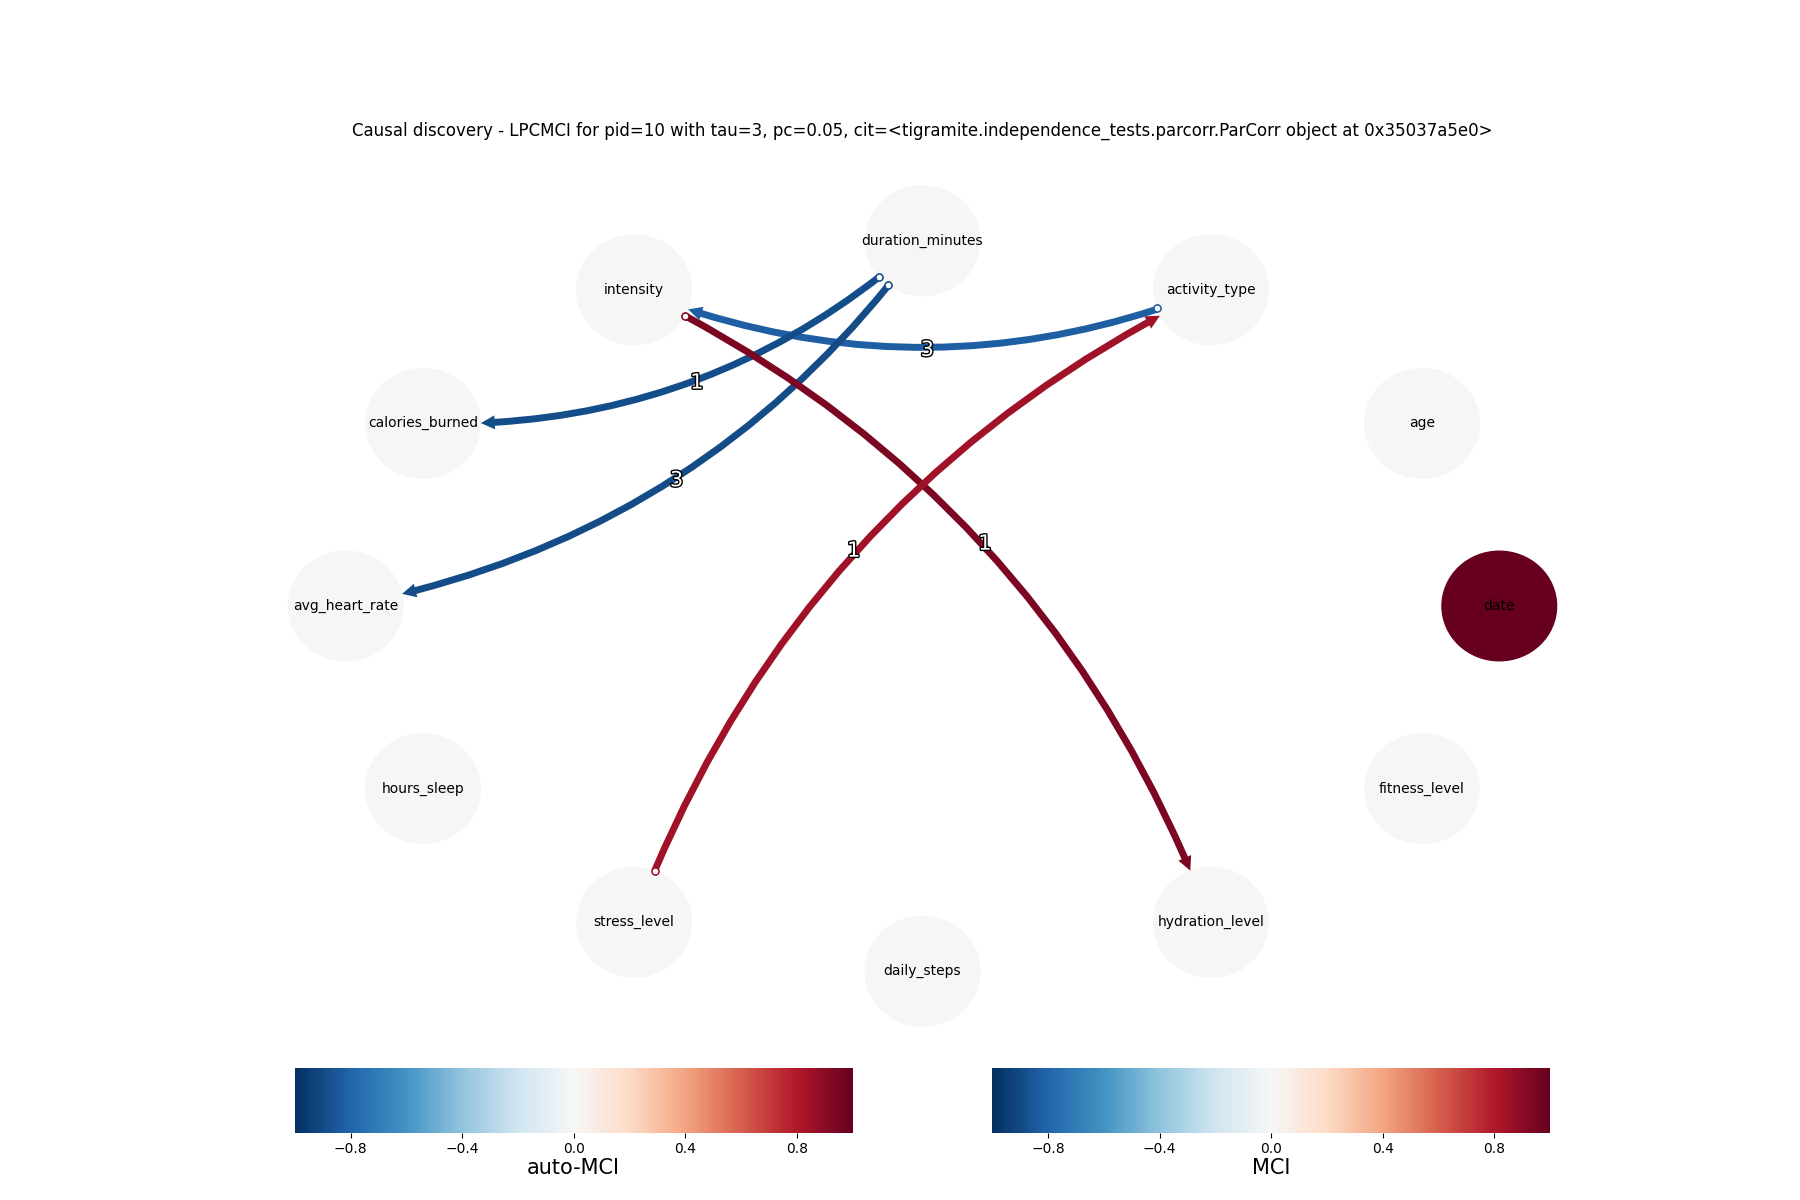 Causal discovery - LPCMCI for pid=10 with tau=3, pc=0.05, cit=<tigramite.independence_tests.parcorr.ParCorr object at 0x35037a5e0>
duration_minutes
intensity
activity_type
3
1
calories_burned
age
3
1
1
avg_heart_rate
date
hours_sleep
fitness_level
stress_level
hydration_level
daily_steps
−0.8 −0.4 0.0 0.4 0.8
auto-MCI
−0.8 −0.4 0.0 0.4 0.8
MCI